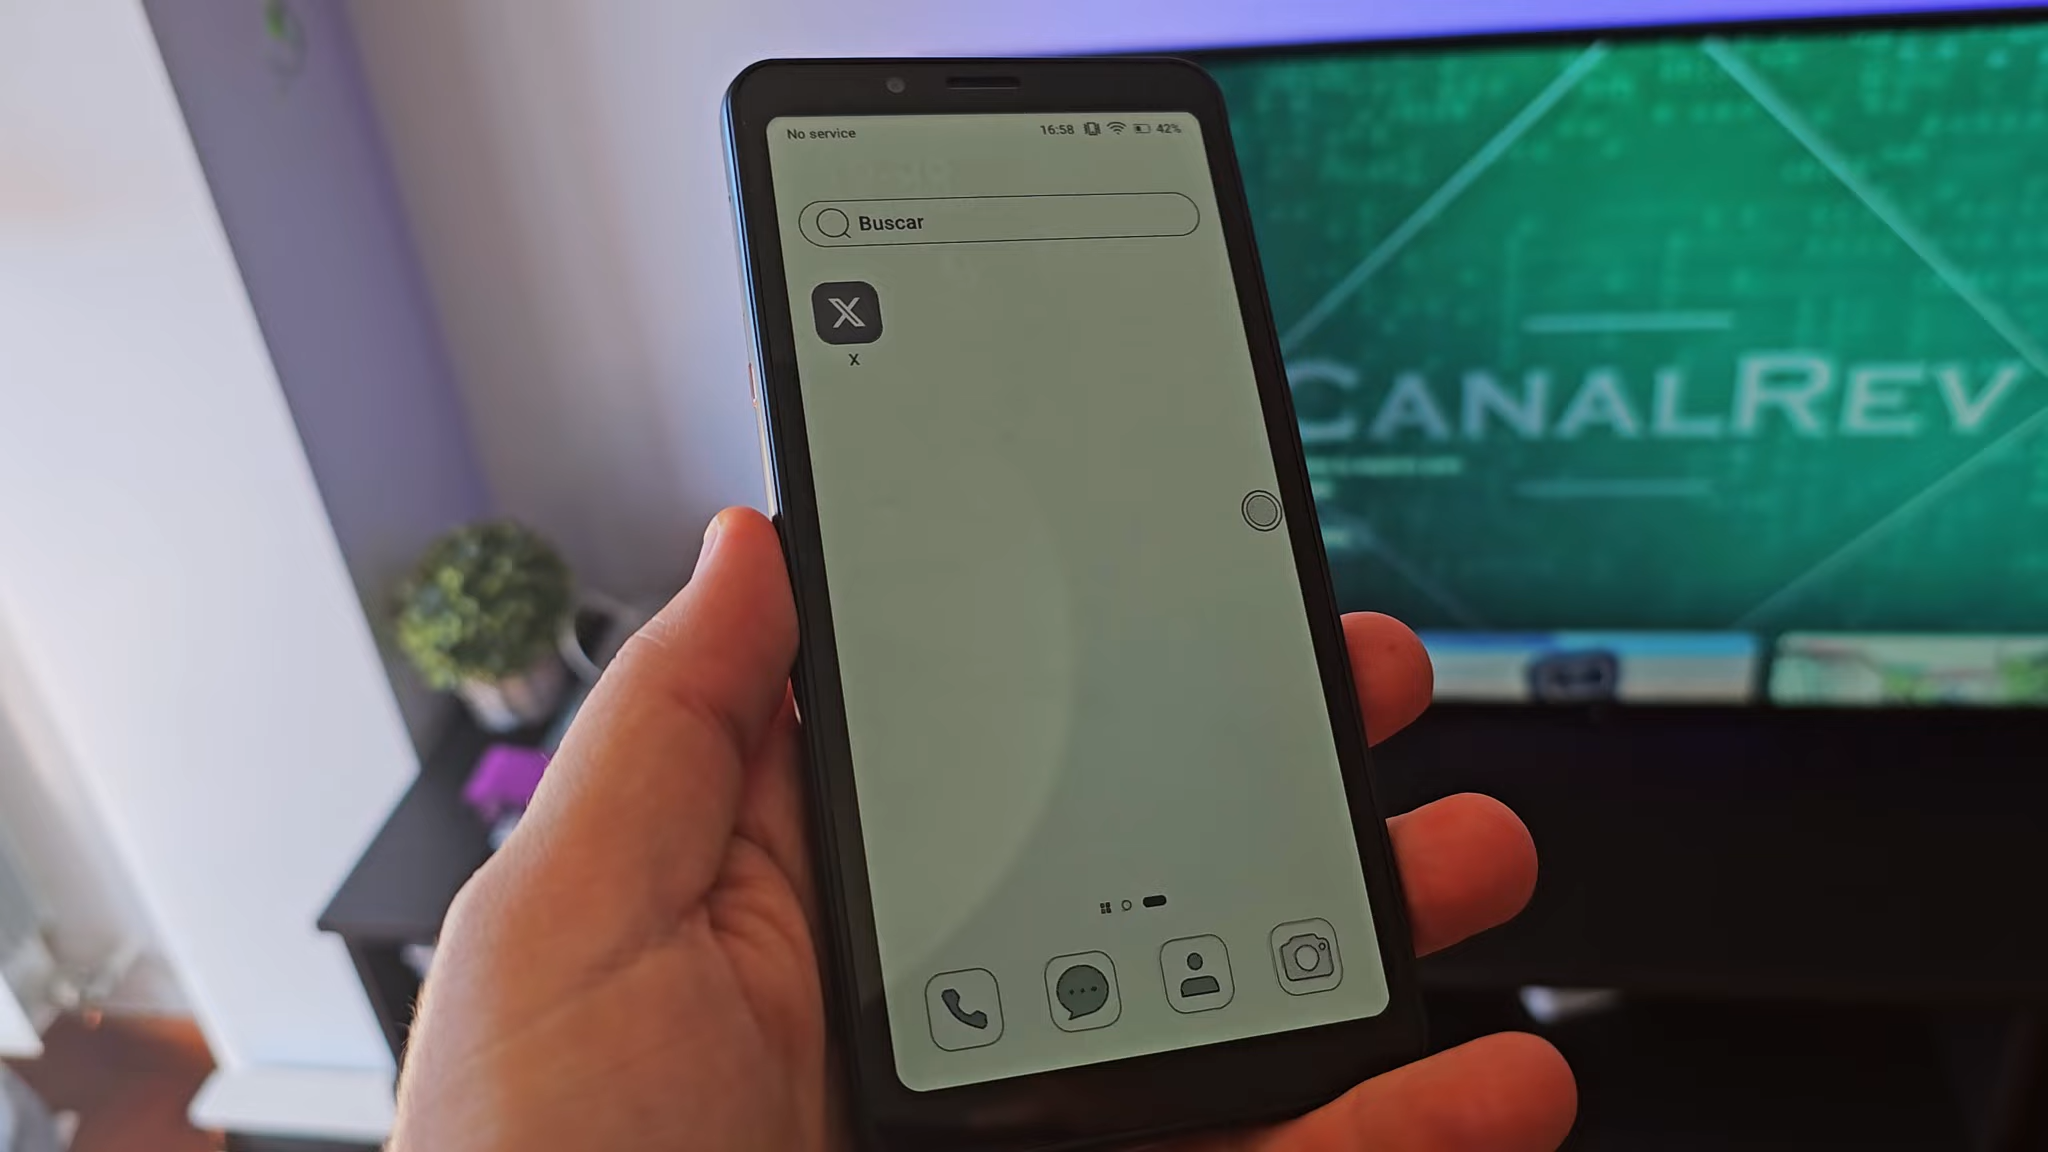 No service
16:58
42%
Buscar
X
X
CANALREV